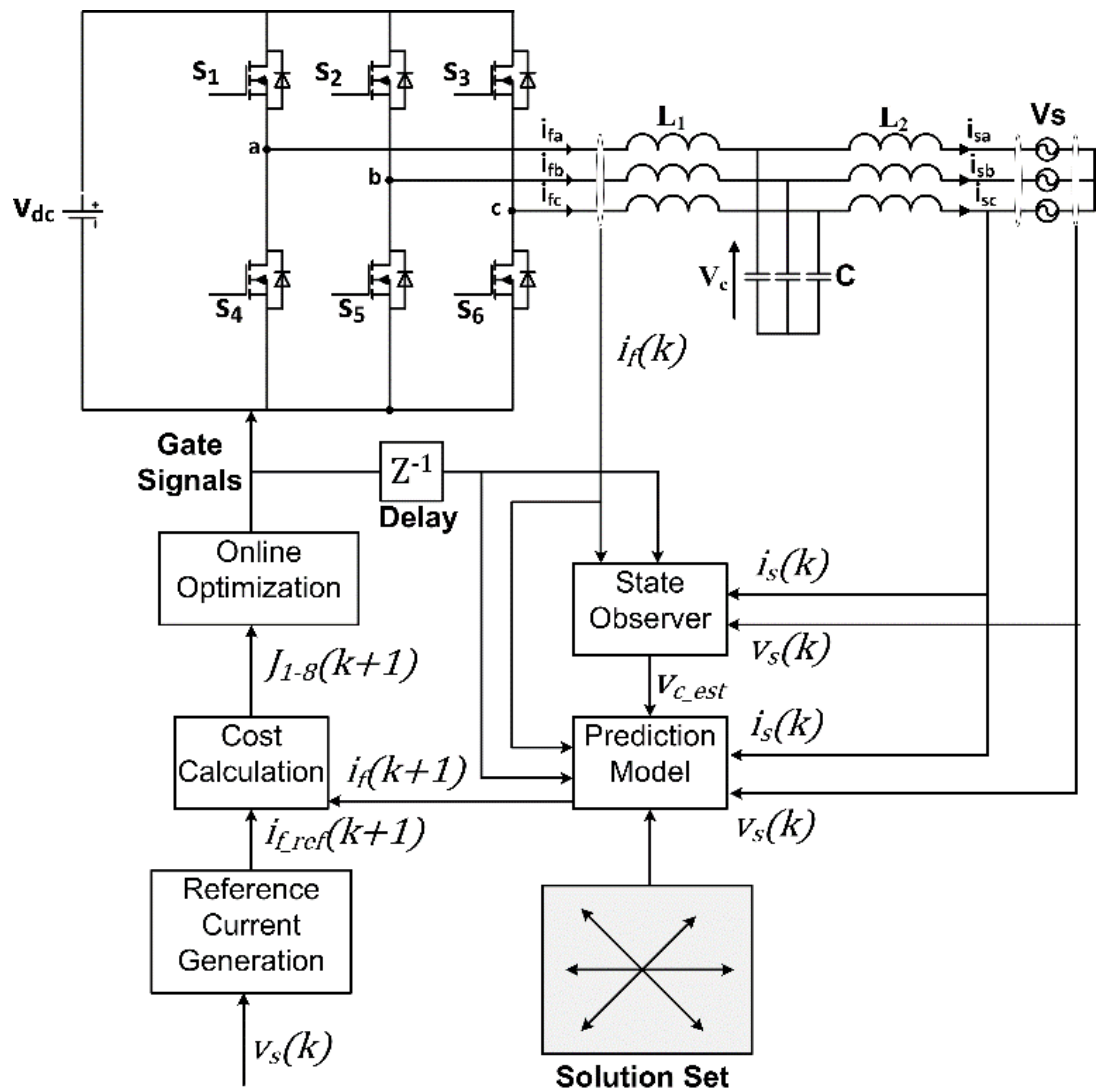 S1
S2
S3
a
b
c
Vdc
+
-
S4
S5
S6
ifa
ifb
ifc
L1
L2
isa
isb
isc
Vs
Vc
C
if(k)
Gate
Signals
Z-1
Delay
Online
Optimization
State
Observer
is(k)
vs(k)
J1-8(k+1)
vc_est
Cost
Calculation
Prediction
Model
is(k)
vs(k)
if(k+1)
if_ref(k+1)
Reference
Current
Generation
vs(k)
Solution Set